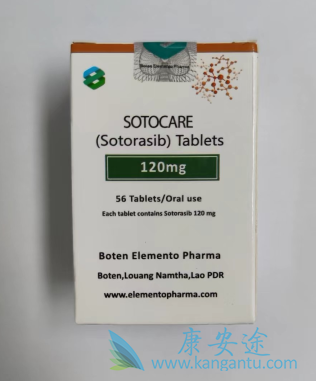 SOTOCARE
(Sotorasib) Tablets
120mg
56 Tablets/Oral use
Each tablet contains Sotorasib 120 mg
Boten Elemento Pharma
Boten,Louang Namtha,Lao PDR
www.elementopharma.com
康安途
www.kangantu.com